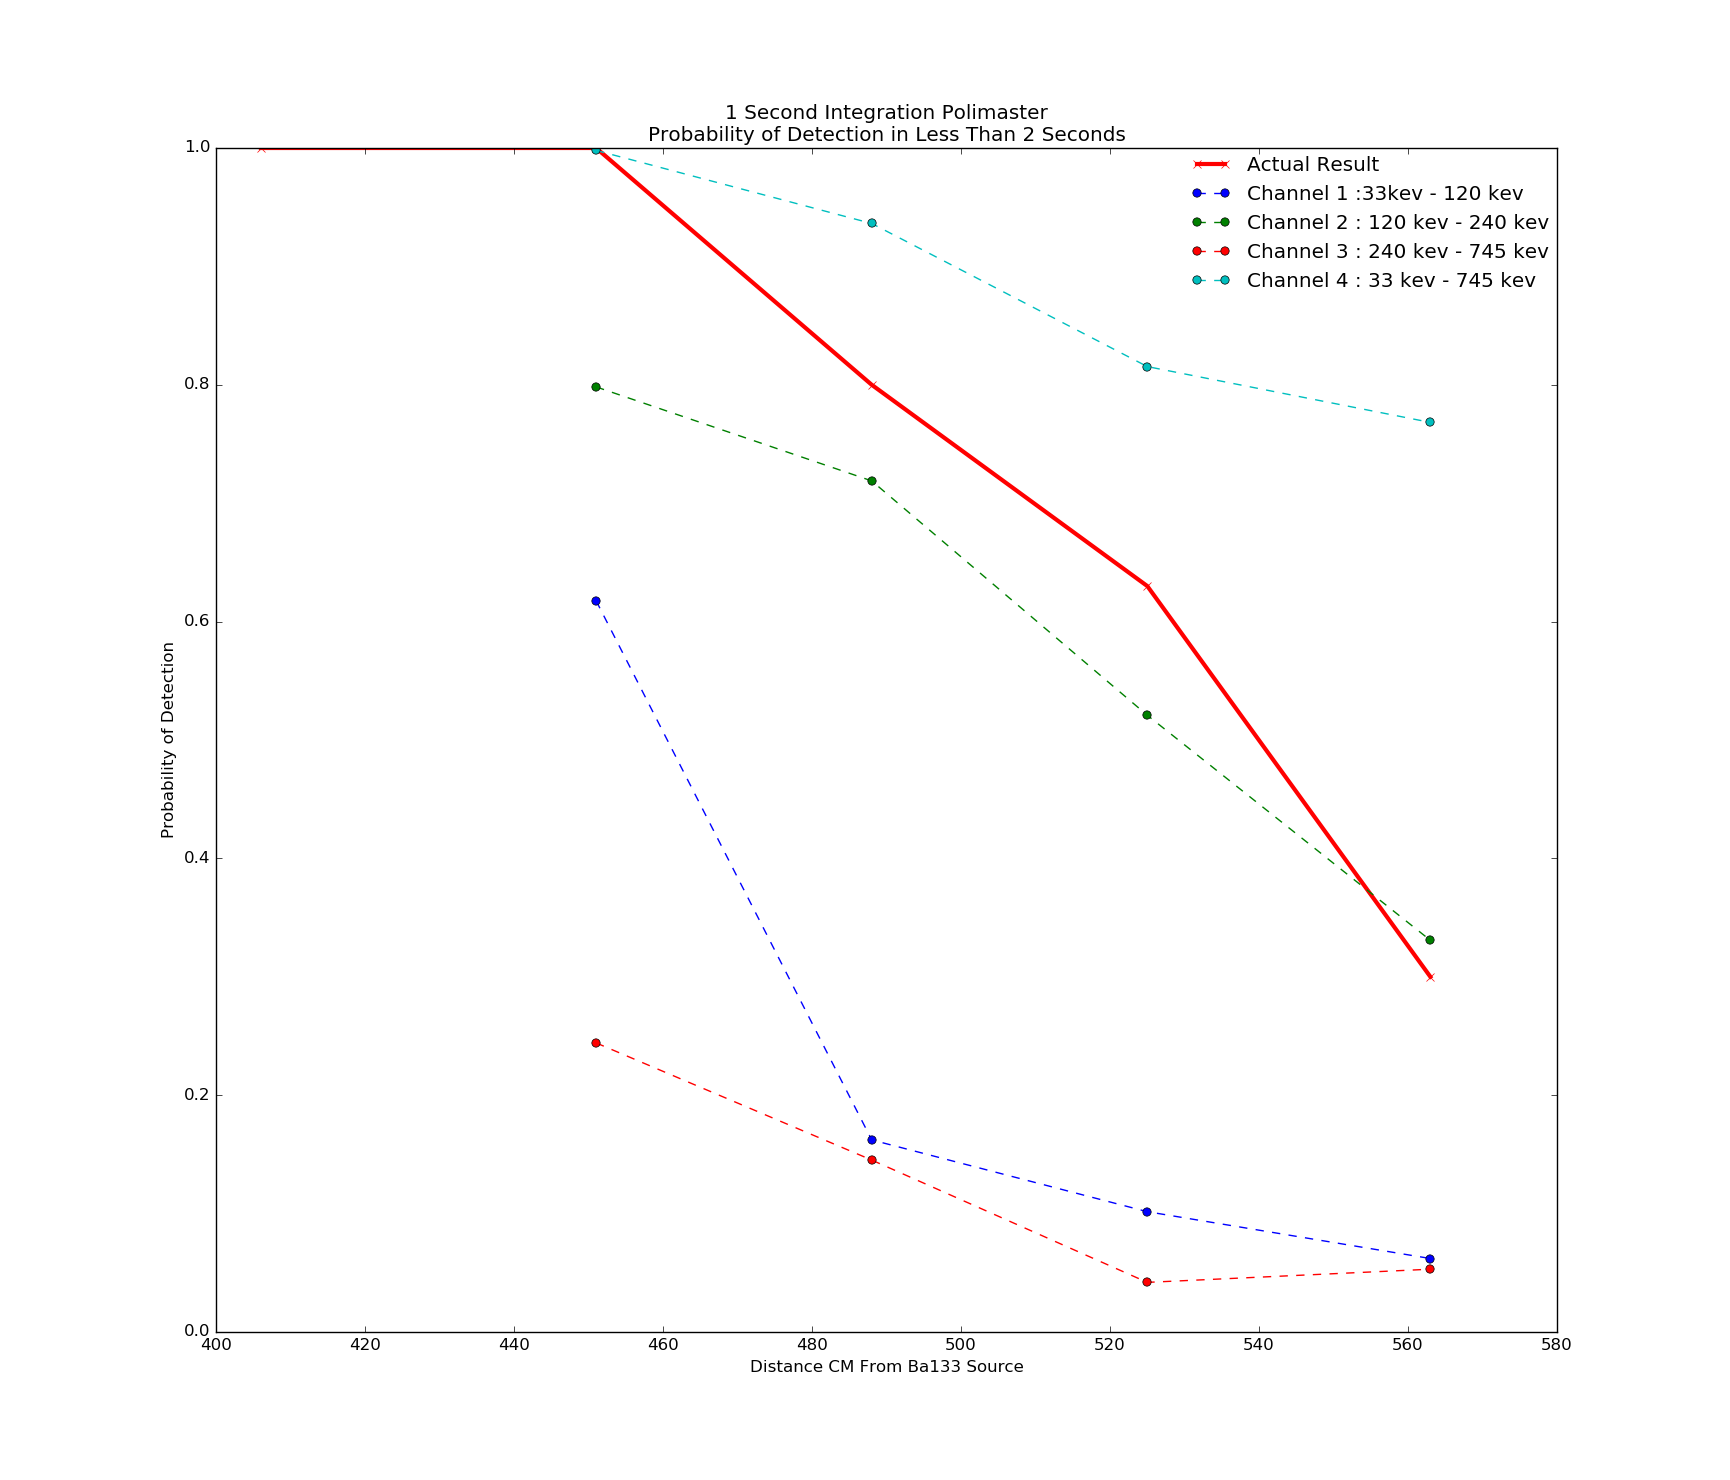 1 Second Integration Polimaster
Probability of Detection in Less Than 2 Seconds
Actual Result
Channel 1 :33kev - 120 kev
Channel 2 : 120 kev - 240 kev
Channel 3 : 240 kev - 745 kev
Channel 4 : 33 kev - 745 kev
Probability of Detection
1.0
0.8
0.6
0.4
0.2
0.0
400 420 440 460 480 500 520 540 560 580
Distance CM From Ba133 Source